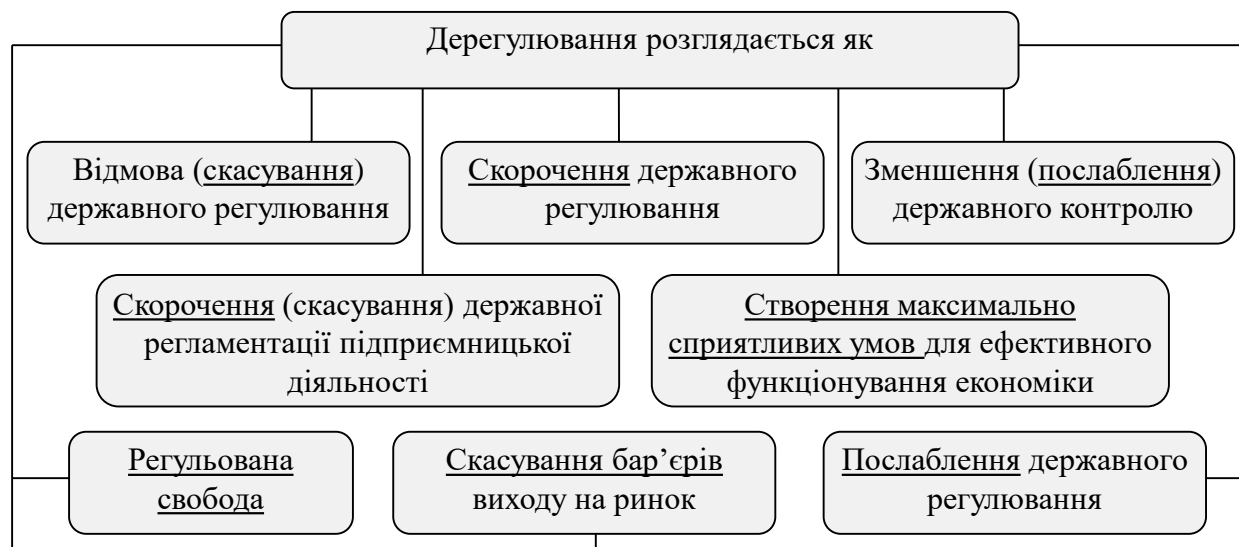 Дерегулювання розглядається як
Відмова (скасування)
державного регулювання
Скорочення державного
регулювання
Зменшення (послаблення)
державного контролю
Скорочення (скасування) державної
регламентації підприємницької
діяльності
Створення максимально
сприятливих умов для ефективного
функціонування економіки
Регульована
свобода
Скасування бар’єрів
виходу на ринок
Послаблення державного
регулювання